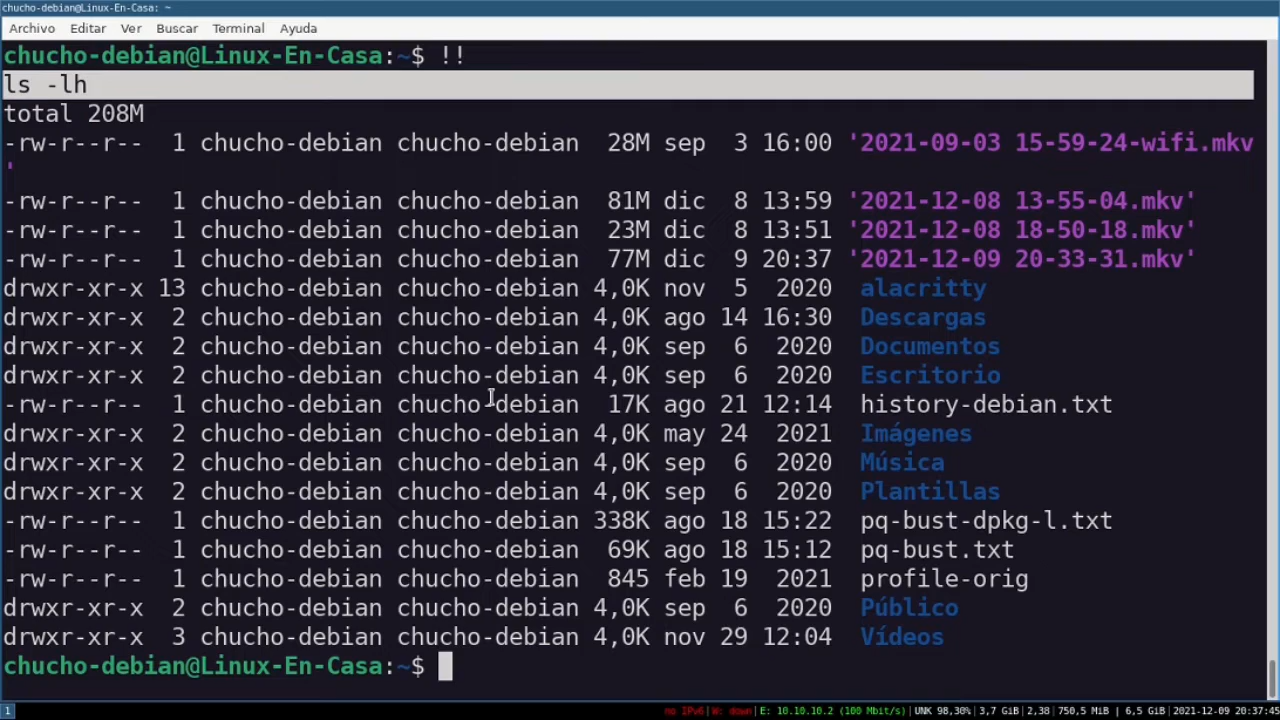 chucho-debian@Linux-En-Casa: ~
Archivo Editar Ver Buscar Terminal Ayuda
chucho-debian@Linux-En-Casa:~$ !!
ls -lh
total 208M
-rw-r--r--  1 chucho-debian chucho-debian  28M sep  3 16:00 '2021-09-03 15-59-24-wifi.mkv
'
-rw-r--r--  1 chucho-debian chucho-debian  81M dic  8 13:59 '2021-12-08 13-55-04.mkv'
-rw-r--r--  1 chucho-debian chucho-debian  23M dic  8 13:51 '2021-12-08 18-50-18.mkv'
-rw-r--r--  1 chucho-debian chucho-debian  77M dic  9 20:37 '2021-12-09 20-33-31.mkv'
drwxr-xr-x 13 chucho-debian chucho-debian 4,0K nov  5  2020  alacritty
drwxr-xr-x  2 chucho-debian chucho-debian 4,0K ago 14 16:30  Descargas
drwxr-xr-x  2 chucho-debian chucho-debian 4,0K sep  6  2020  Documentos
drwxr-xr-x  2 chucho-debian chucho-debian 4,0K sep  6  2020  Escritorio
-rw-r--r--  1 chucho-debian chucho-debian  17K ago 21 12:14  history-debian.txt
drwxr-xr-x  2 chucho-debian chucho-debian 4,0K may 24  2021  Imágenes
drwxr-xr-x  2 chucho-debian chucho-debian 4,0K sep  6  2020  Música
drwxr-xr-x  2 chucho-debian chucho-debian 4,0K sep  6  2020  Plantillas
-rw-r--r--  1 chucho-debian chucho-debian 338K ago 18 15:22  pq-bust-dpkg-l.txt
-rw-r--r--  1 chucho-debian chucho-debian  69K ago 18 15:12  pq-bust.txt
-rw-r--r--  1 chucho-debian chucho-debian  845 feb 19  2021  profile-orig
drwxr-xr-x  2 chucho-debian chucho-debian 4,0K sep  6  2020  Público
drwxr-xr-x  3 chucho-debian chucho-debian 4,0K nov 29 12:04  Vídeos
chucho-debian@Linux-En-Casa:~$
1 no IPv6|W: down|E: 10.10.10.2 (100 Mbit/s)|UNK 98,30%|3,7 GiB|2,38|750,5 MiB | 6,5 GiB|2021-12-09 20:37:45